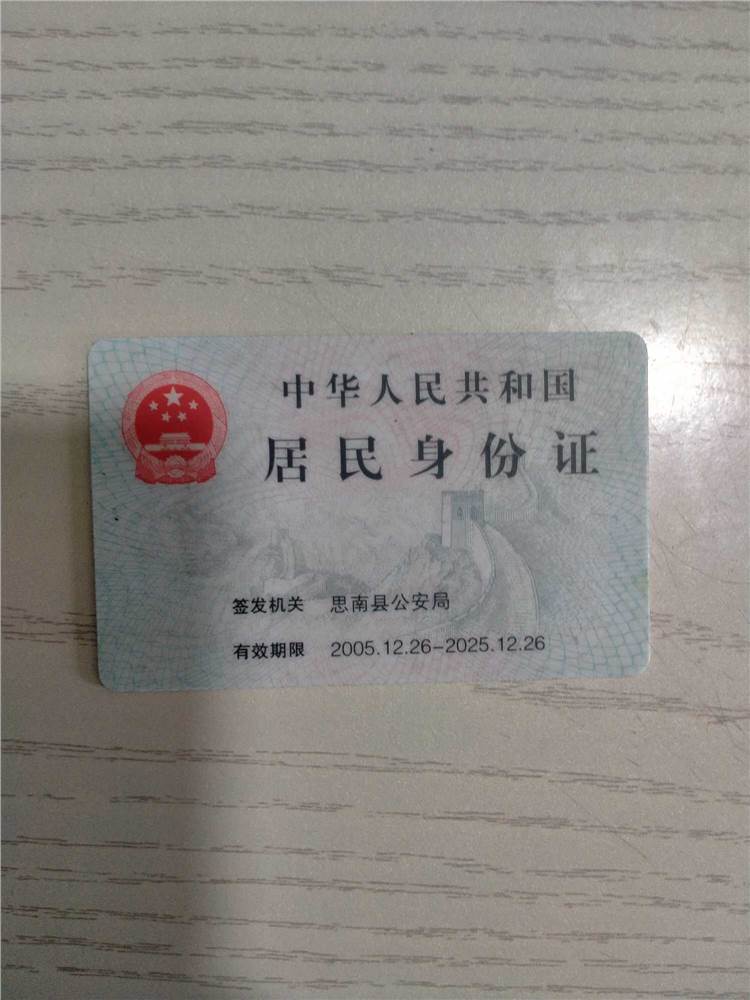 中华人民共和国
居民身份证
签发机关 思南县公安局
有效期限 2005.12.26-2025.12.26